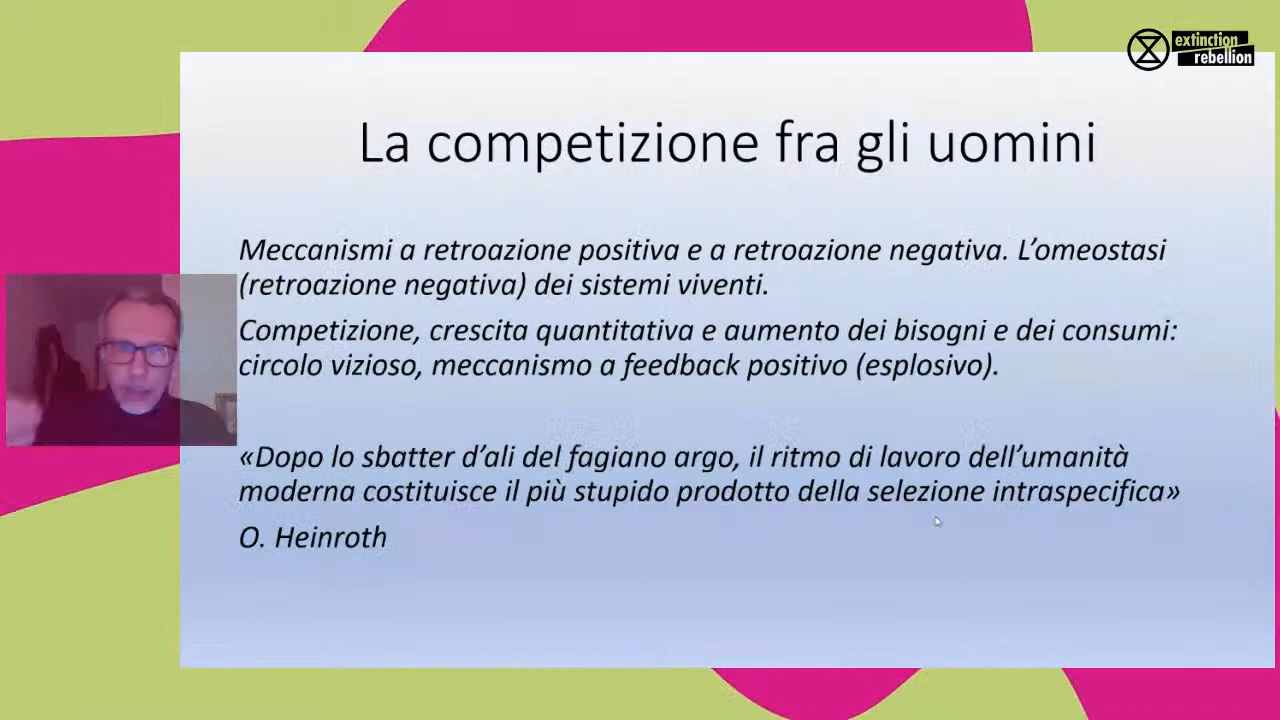 extinction
rebellion
La competizione fra gli uomini
Meccanismi a retroazione positiva e a retroazione negativa. L’omeostasi
(retroazione negativa) dei sistemi viventi.
Competizione, crescita quantitativa e aumento dei bisogni e dei consumi:
circolo vizioso, meccanismo a feedback positivo (esplosivo).
«Dopo lo sbatter d’ali del fagiano argo, il ritmo di lavoro dell’umanità
moderna costituisce il più stupido prodotto della selezione intraspecifica»
O. Heinroth